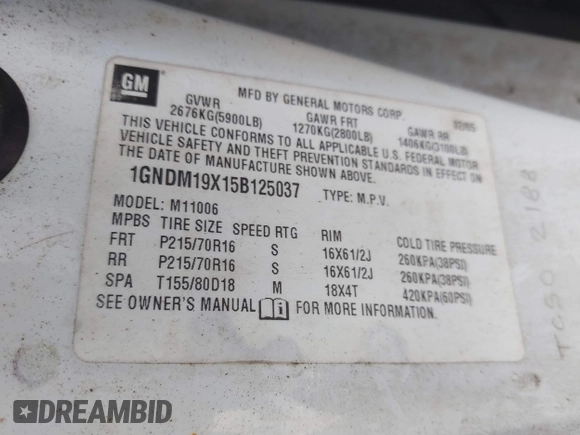 GM
MFD BY GENERAL MOTORS CORP 02/05
GVWR GAWR FRT GAWR RR
2676KG(5900LB) 1270KG(2800LB) 1406KG(3100LB)
THIS VEHICLE CONFORMS TO ALL APPLICABLE U.S. FEDERAL MOTOR
VEHICLE SAFETY AND THEFT PREVENTION STANDARDS IN EFFECT ON
THE DATE OF MANUFACTURE SHOWN ABOVE.
1GNDM19X15B125037 TYPE: M.P.V.
MODEL: M11006
MPBS TIRE SIZE SPEED RTG RIM COLD TIRE PRESSURE
FRT P215/70R16 S 16X61/2J 260KPA(38PSI)
RR P215/70R16 S 16X61/2J 260KPA(38PSI)
SPA T155/80D18 M 18X4T 420KPA(60PSI)
SEE OWNER'S MANUAL FOR MORE INFORMATION
DREAMBID